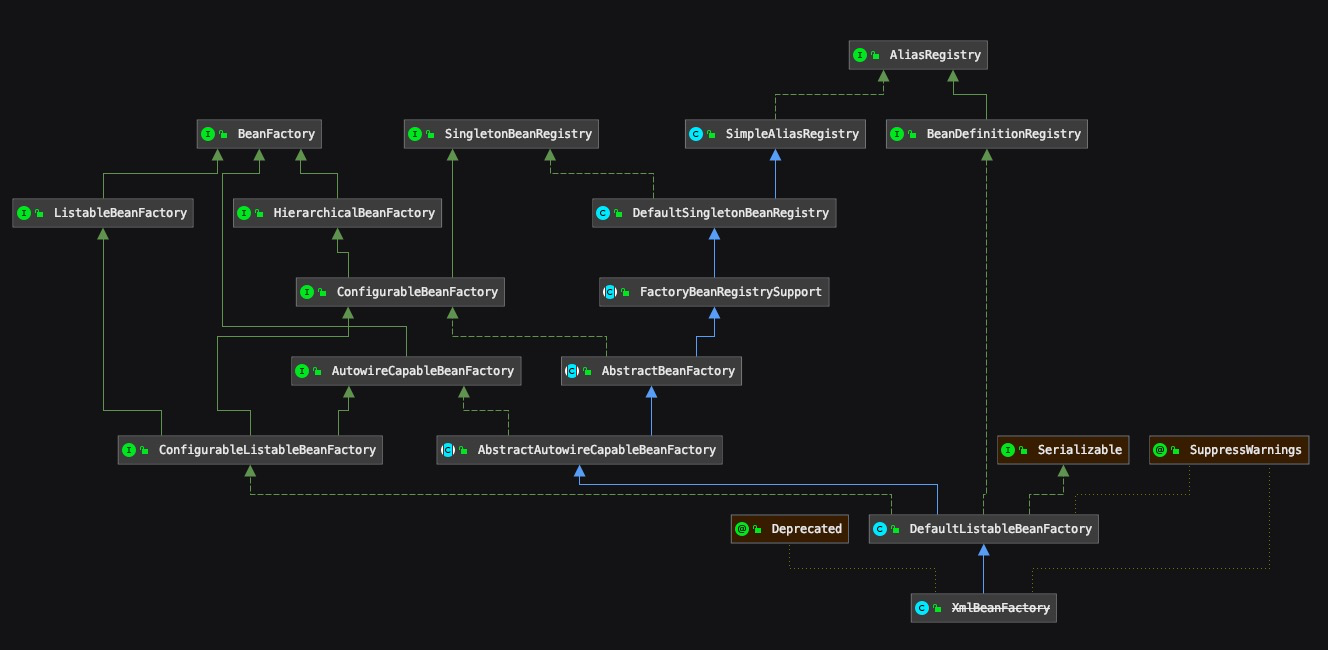 AliasRegistry
BeanFactory
SingletonBeanRegistry
SimpleAliasRegistry
BeanDefinitionRegistry
ListableBeanFactory
HierarchicalBeanFactory
DefaultSingletonBeanRegistry
ConfigurableBeanFactory
FactoryBeanRegistrySupport
AutowireCapableBeanFactory
AbstractBeanFactory
ConfigurableListableBeanFactory
AbstractAutowireCapableBeanFactory
Serializable
SuppressWarnings
Deprecated
DefaultListableBeanFactory
XmlBeanFactory